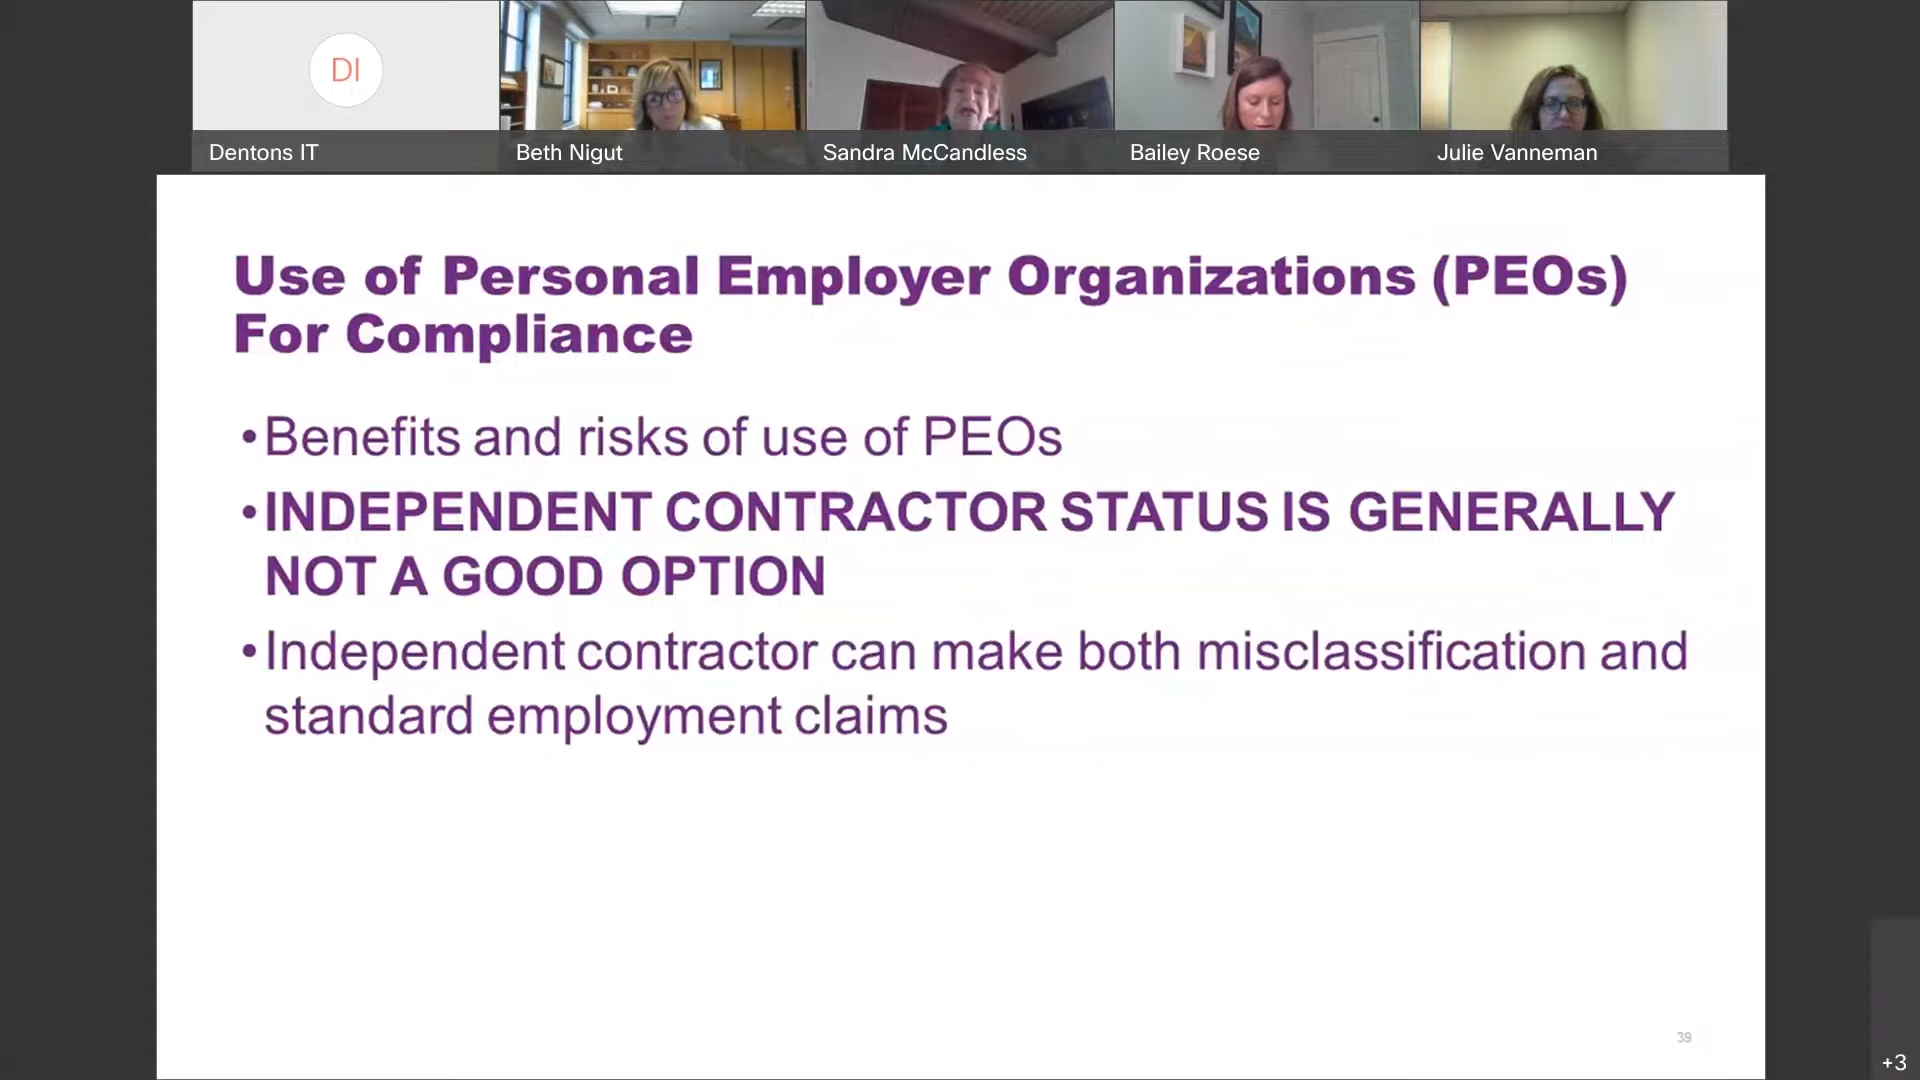 DI
Dentons IT
Beth Nigut
Sandra McCandless
Bailey Roese
Julie Vanneman
Use of Personal Employer Organizations (PEOs)
For Compliance
•Benefits and risks of use of PEOs
•INDEPENDENT CONTRACTOR STATUS IS GENERALLY
NOT A GOOD OPTION
•Independent contractor can make both misclassification and
standard employment claims
39
+3